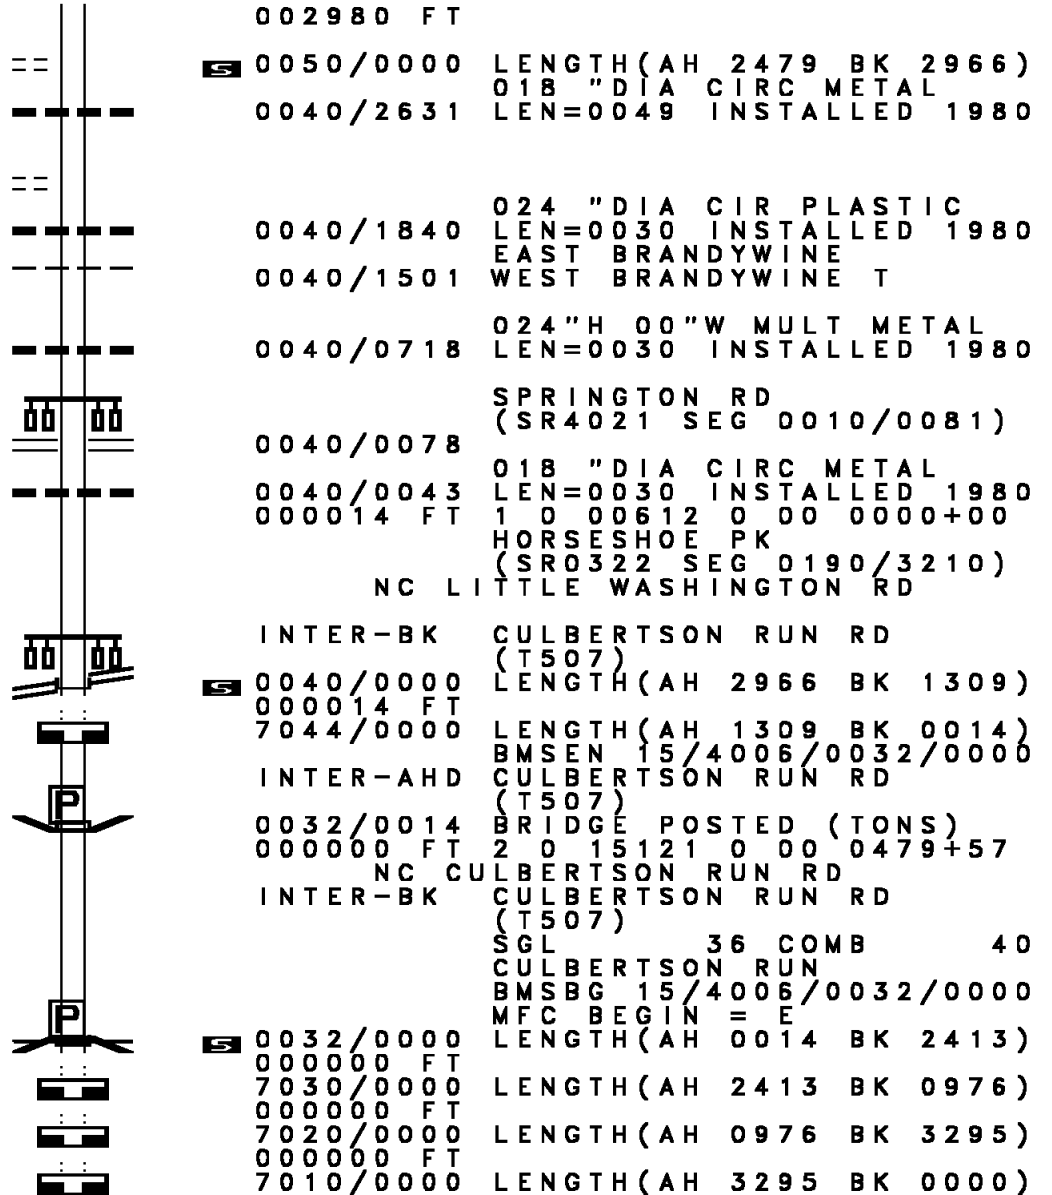 002980 FT
S 0050/0000 LENGTH(AH 2479 BK 2966)
018 "DIA CIRC METAL
0040/2631 LEN=0049 INSTALLED 1980
024 "DIA CIR PLASTIC
0040/1840 LEN=0030 INSTALLED 1980
EAST BRANDYWINE
0040/1501 WEST BRANDYWINE T
024"H 00"W MULT METAL
0040/0718 LEN=0030 INSTALLED 1980
SPRINGTON RD
(SR4021 SEG 0010/0081)
0040/0078
018 "DIA CIRC METAL
0040/0043 LEN=0030 INSTALLED 1980
000014 FT 1 0 00612 0 00 0000+00
HORSESHOE PK
(SR0322 SEG 0190/3210)
NC LITTLE WASHINGTON RD
INTER-BK CULBERTSON RUN RD
(T507)
S 0040/0000 LENGTH(AH 2966 BK 1309)
000014 FT
7044/0000 LENGTH(AH 1309 BK 0014)
BMSEN 15/4006/0032/0000
INTER-AHD CULBERTSON RUN RD
(T507)
P
0032/0014 BRIDGE POSTED (TONS)
000000 FT 2 0 15121 0 00 0479+57
NC CULBERTSON RUN RD
INTER-BK CULBERTSON RUN RD
(T507)
SGL 36 COMB 40
CULBERTSON RUN
BMSBG 15/4006/0032/0000
P
MFC BEGIN = E
S 0032/0000 LENGTH(AH 0014 BK 2413)
000000 FT
7030/0000 LENGTH(AH 2413 BK 0976)
000000 FT
7020/0000 LENGTH(AH 0976 BK 3295)
000000 FT
7010/0000 LENGTH(AH 3295 BK 0000)